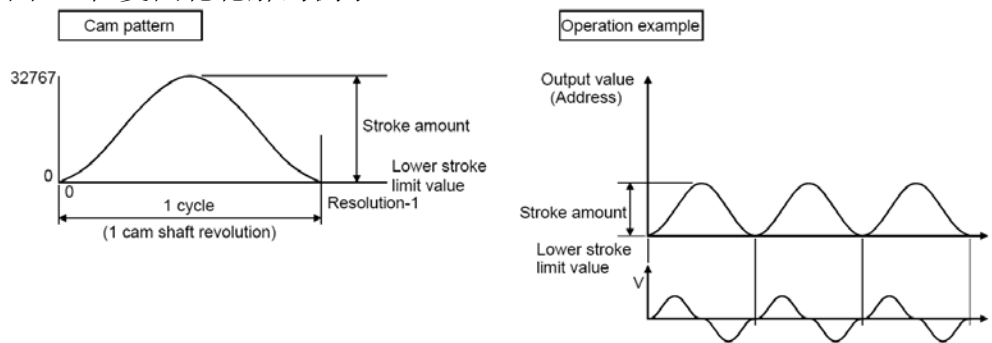 Cam pattern
32767
Stroke amount
Lower stroke
limit value
0
0
Resolution-1
1 cycle
(1 cam shaft revolution)
Operation example
Output value
(Address)
Stroke amount
Lower stroke
limit value
V